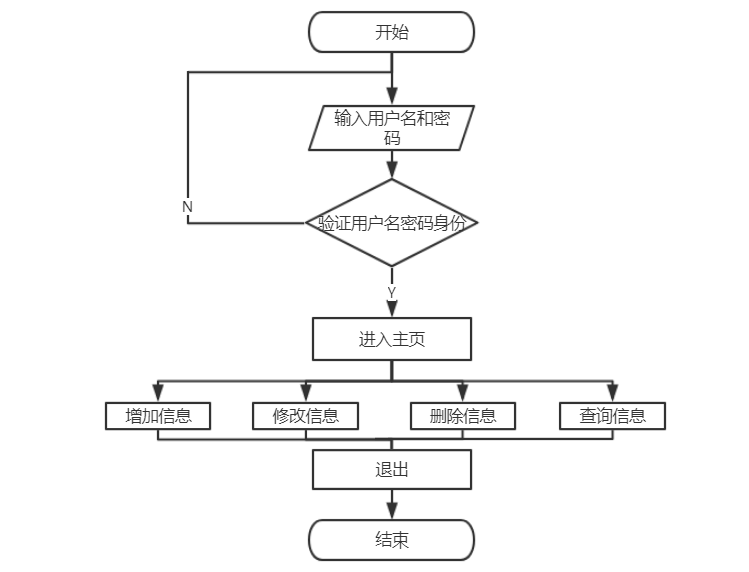 开始
输入用户名和密
码
验证用户名密码身份
N
Y
进入主页
增加信息
修改信息
删除信息
查询信息
退出
结束